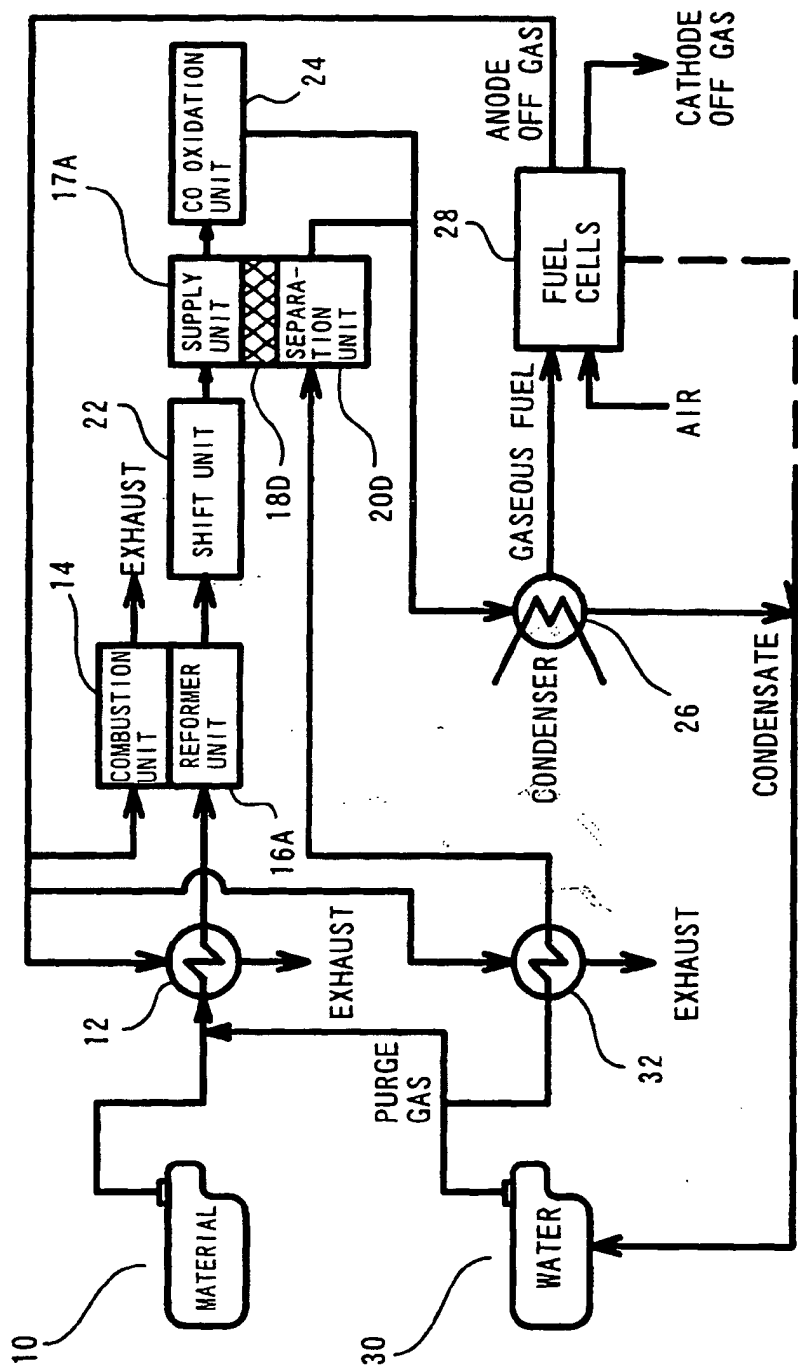 10
MATERIAL
12
EXHAUST
COMBUSTION
UNIT
14
REFORMER
UNIT
16A
EXHAUST
SHIFT UNIT
22
SUPPLY
UNIT
17A
18D
SEPARA-
TION
UNIT
20D
CO OXIDATION
UNIT
24
30
WATER
PURGE
GAS
32
EXHAUST
CONDENSER
26
CONDENSATE
GASEOUS FUEL
AIR
FUEL
CELLS
28
ANODE
OFF GAS
CATHODE
OFF GAS